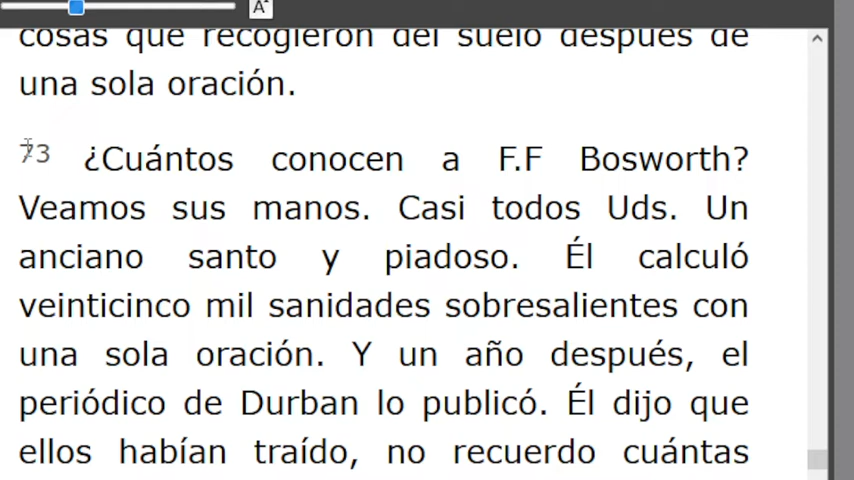 A
cosas que recogieron del suelo después de
una sola oración.
73 ¿Cuántos conocen a F.F Bosworth?
Veamos sus manos. Casi todos Uds. Un
anciano santo y piadoso. Él calculó
veinticinco mil sanidades sobresalientes con
una sola oración. Y un año después, el
periódico de Durban lo publicó. Él dijo que
ellos habían traído, no recuerdo cuántas